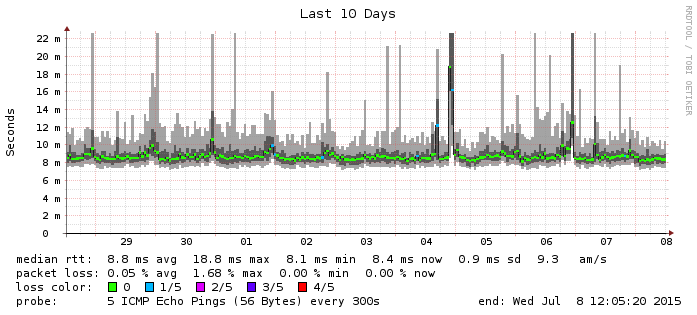 Last 10 Days
RRDTOOL / TOBI OETIKER
Seconds
22 m
20 m
18 m
16 m
14 m
12 m
10 m
8 m
6 m
4 m
2 m
0
29 30 01 02 03 04 05 06 07 08
median rtt: 8.8 ms avg 18.8 ms max 8.1 ms min 8.4 ms now 0.9 ms sd 9.3 am/s
packet loss: 0.05 % avg 1.68 % max 0.00 % min 0.00 % now
loss color: 0 1/5 2/5 3/5 4/5
probe: 5 ICMP Echo Pings (56 Bytes) every 300s end: Wed Jul 8 12:05:20 2015